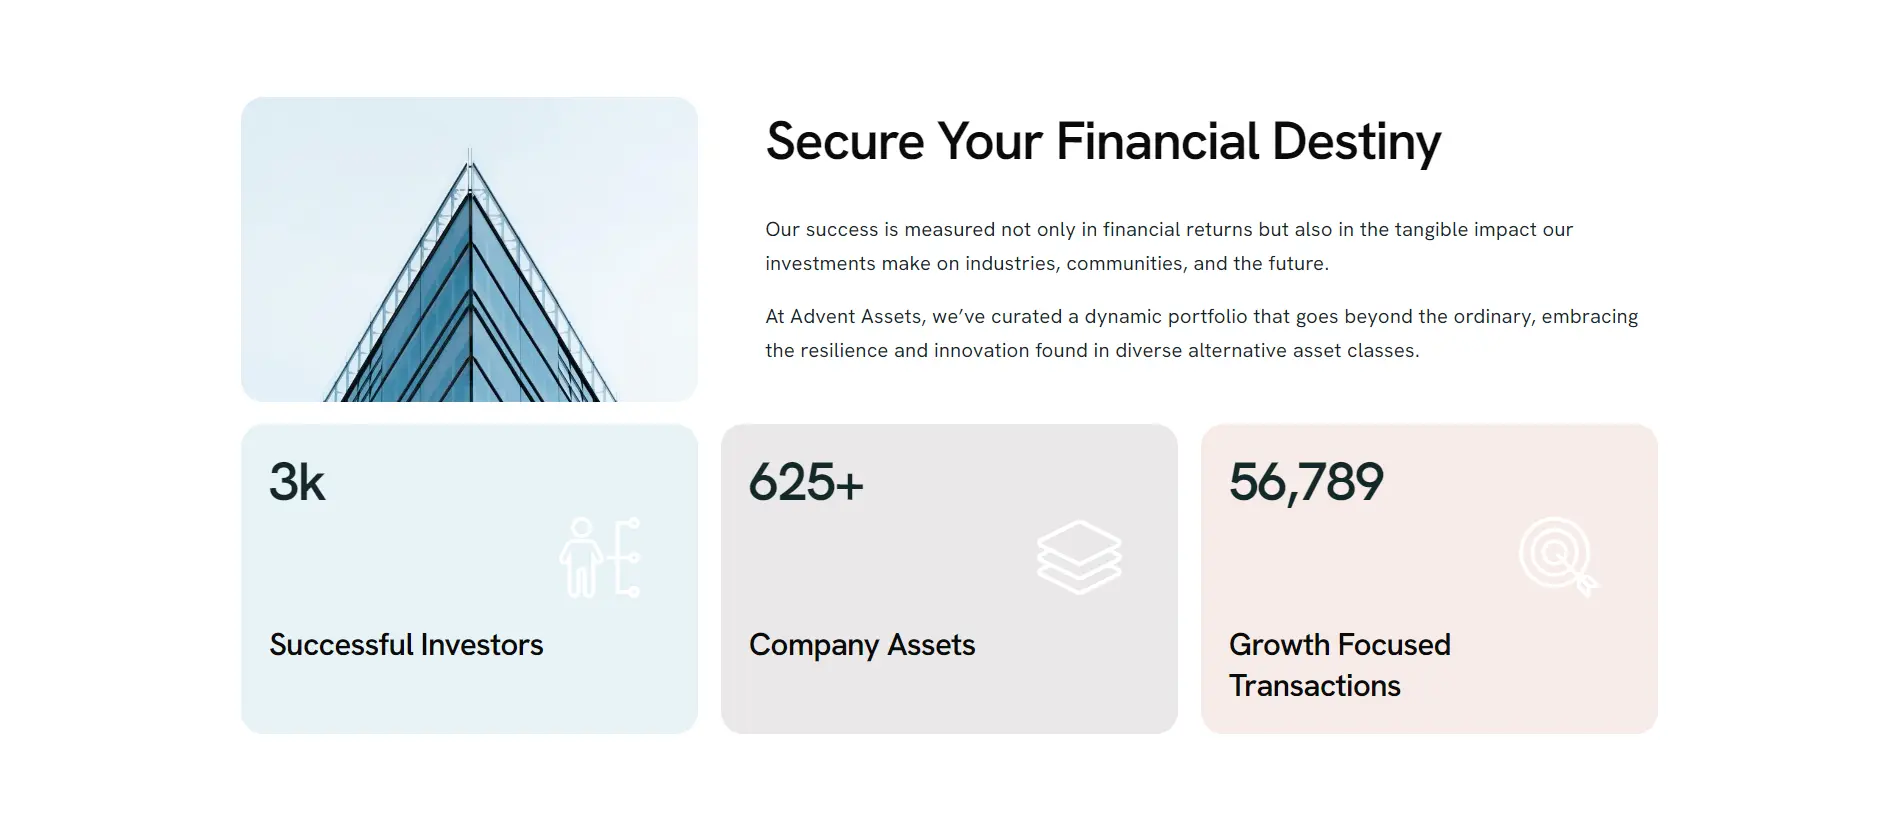 Secure Your Financial Destiny
Our success is measured not only in financial returns but also in the tangible impact our
investments make on industries, communities, and the future.
At Advent Assets, we’ve curated a dynamic portfolio that goes beyond the ordinary, embracing
the resilience and innovation found in diverse alternative asset classes.
3k
Successful Investors
625+
Company Assets
56,789
Growth Focused
Transactions